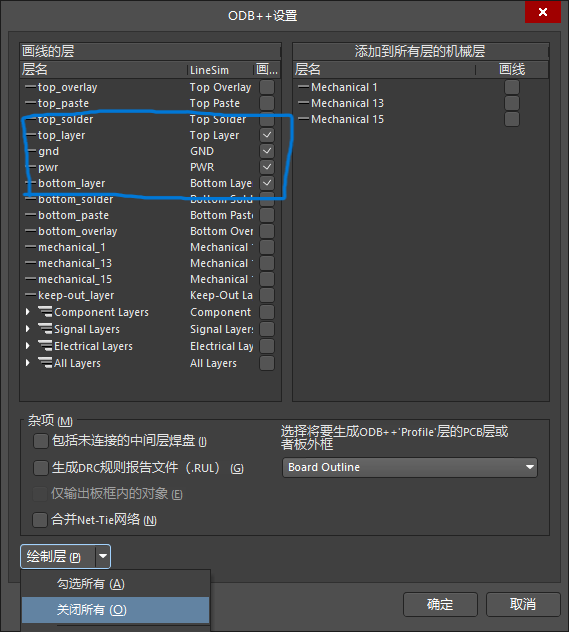 ODB++设置
画线的层
层名 LineSim 画...
top_overlay Top Overlay
top_paste Top Paste
top_solder Top Solder
top_layer Top Layer
gnd GND
pwr PWR
bottom_layer Bottom Laye
bottom_solder Bottom Sold
bottom_paste Bottom Past
bottom_overlay Bottom Over
mechanical_1 Mechanical
mechanical_13 Mechanical
mechanical_15 Mechanical
keep-out_layer Keep-Out La
Component Layers Component
Signal Layers Signal Layers
Electrical Layers Electrical Lay
All Layers All Layers
添加到所有层的机械层
层名 画线
Mechanical 1
Mechanical 13
Mechanical 15
杂项 (M)
包括未连接的中间层焊盘 (I)
生成DRC规则报告文件（.RUL） (G)
仅输出板框内的对象 (E)
合并Net-Tie网络 (N)
选择将要生成ODB++'Profile'层的PCB层或
者板外框
Board Outline
绘制层 (P)
勾选所有 (A)
关闭所有 (O)
确定 取消